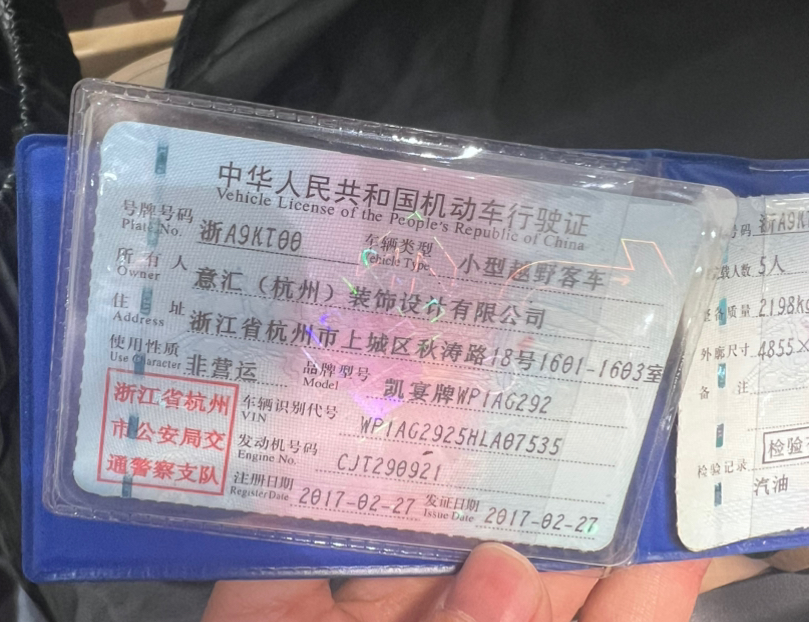 中华人民共和国机动车行驶证
Vehicle License of the People's Republic of China
号牌号码 浙A9KT00 车辆类型 小型越野客车
Plate No. Vehicle Type
所有人 意汇（杭州）装饰设计有限公司
Owner
住址 浙江省杭州市上城区秋涛路18号1601-1603室
Address
使用性质 非营运 品牌型号 凯宴牌WP1AG292
Use Character Model
浙江省杭州
市公安局交
通警察支队
车辆识别代号 WP1AG2925HLA07535
VIN
发动机号码 CJT290921
Engine No.
注册日期 2017-02-27 发证日期 2017-02-27
Register Date Issue Date
号码 浙A9K
载人数 5人
整备质量 2198K
外廓尺寸 4855×
备注
检验
检验记录
汽油